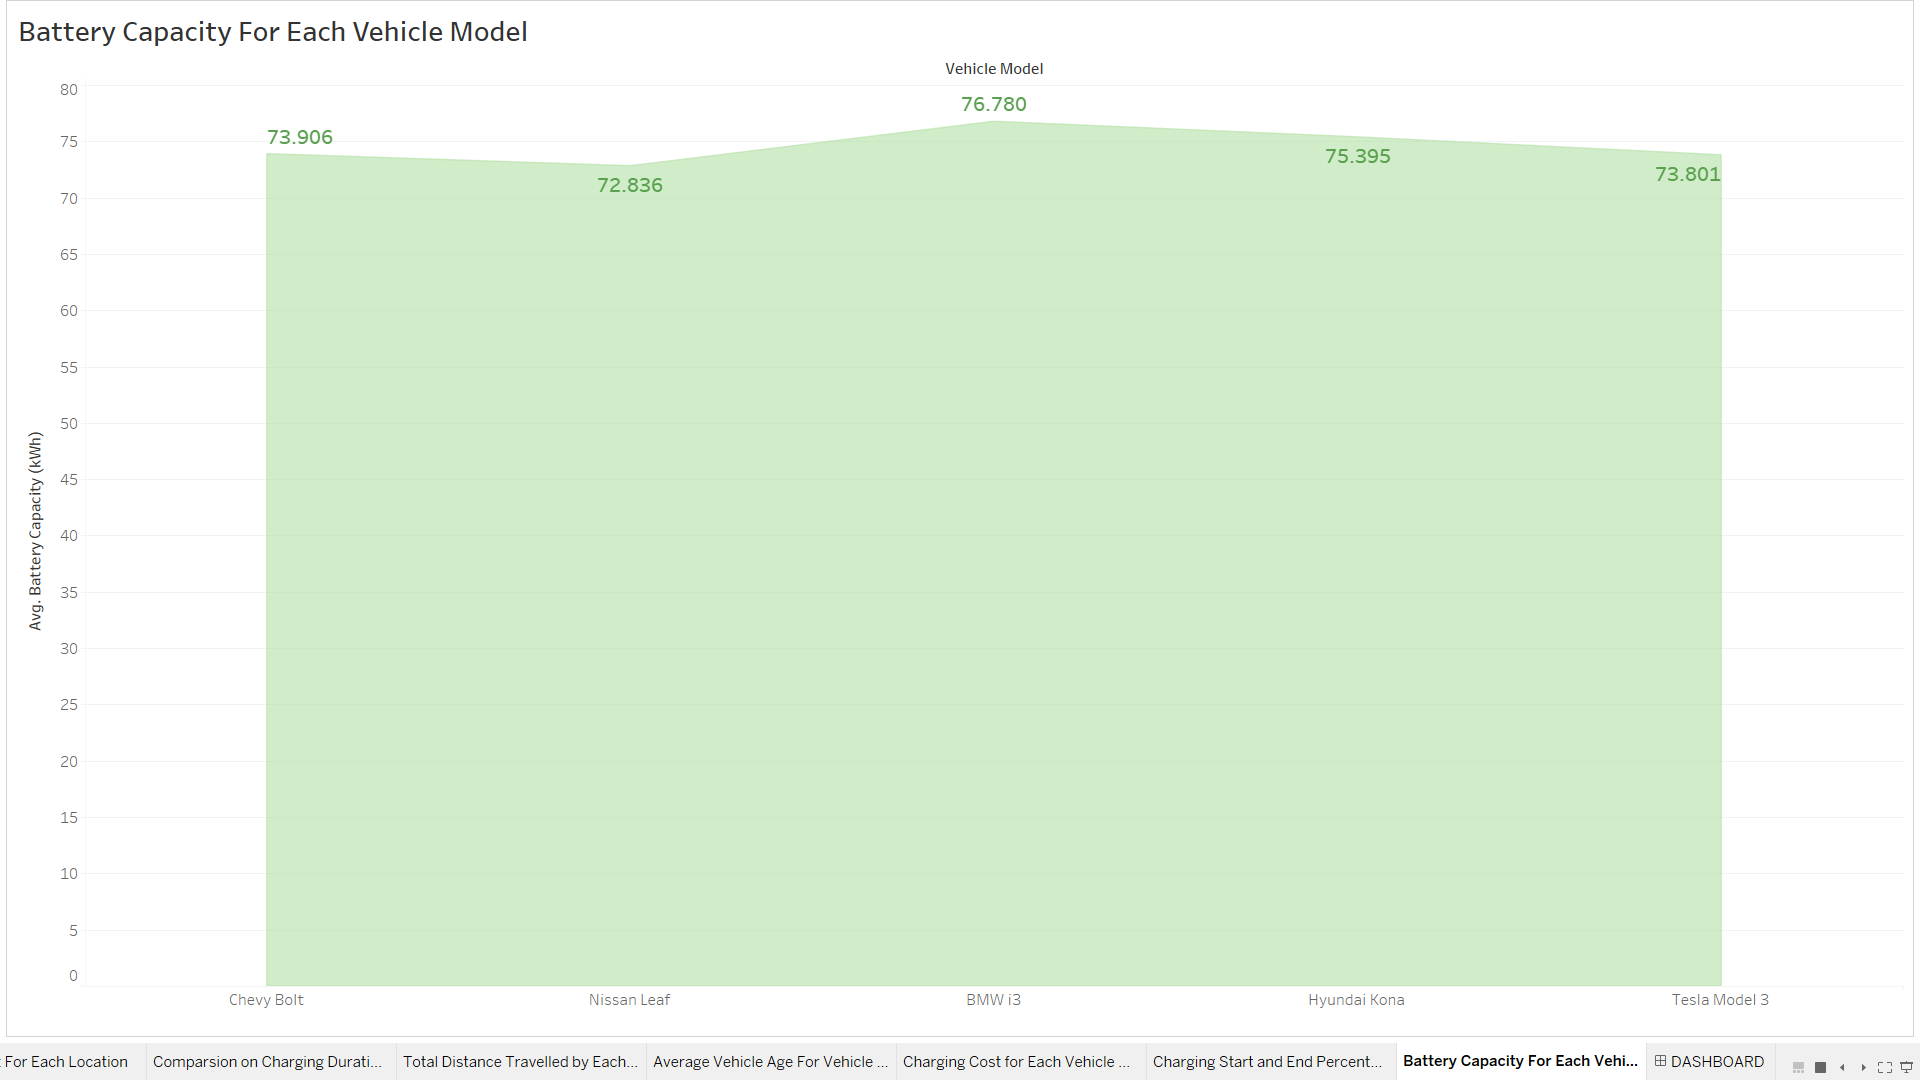 Battery Capacity For Each Vehicle Model
Vehicle Model
Avg. Battery Capacity (kWh)
80
75
70
65
60
55
50
45
40
35
30
25
20
15
10
5
0
73.906
72.836
76.780
75.395
73.801
Chevy Bolt
Nissan Leaf
BMW i3
Hyundai Kona
Tesla Model 3
For Each Location
Comparsion on Charging Durati...
Total Distance Travelled by Each...
Average Vehicle Age For Vehicle ...
Charging Cost for Each Vehicle ...
Charging Start and End Percent...
Battery Capacity For Each Vehi...
DASHBOARD